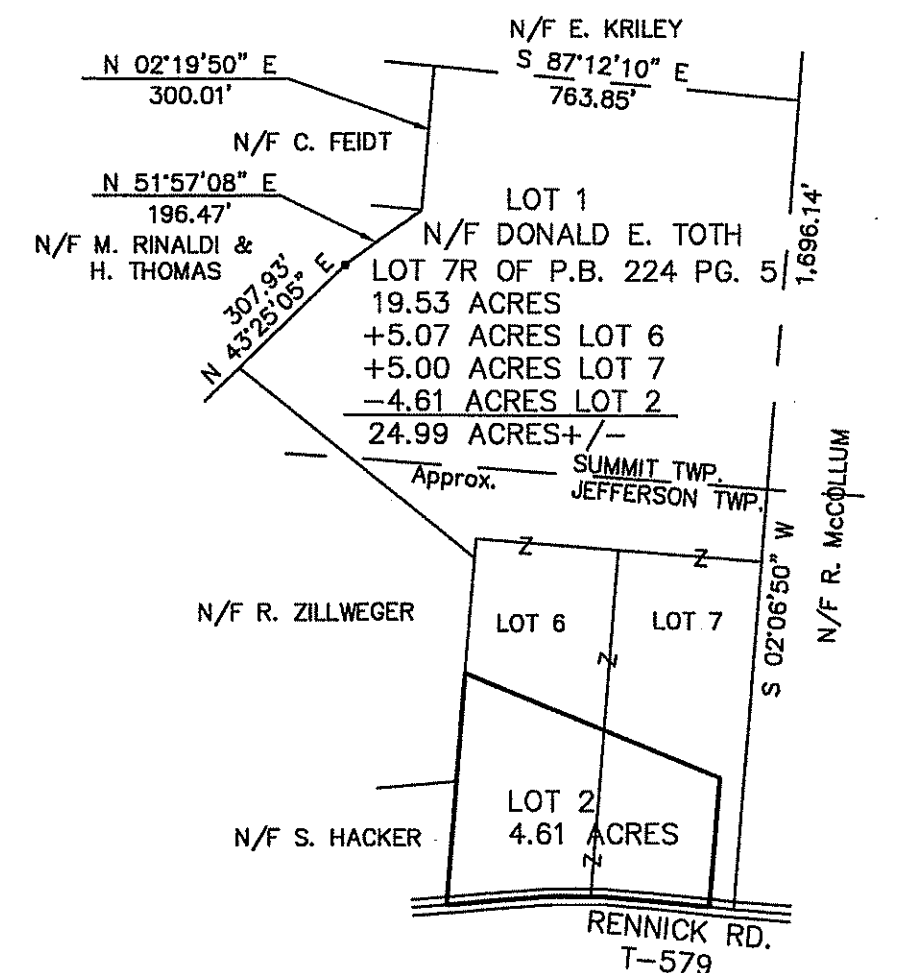 N/F E. KRILEY
S 87°12'10" E
763.85'
N 02°19'50" E
300.01'
N/F C. FEIDT
N 51°57'08" E
196.47'
N/F M. RINALDI &
H. THOMAS
307.93'
N 43°25'05" E
LOT 1
N/F DONALD E. TOTH
LOT 7R OF P.B. 224 PG. 5
19.53 ACRES
+5.07 ACRES LOT 6
+5.00 ACRES LOT 7
-4.61 ACRES LOT 2
24.99 ACRES+/-
1,696.14'
Approx.
SUMMIT TWP.
JEFFERSON TWP.
S 02°06'50" W
N/F R. McCOLLUM
Z
Z
N/F R. ZILLWEGER
LOT 6
LOT 7
Z
LOT 2
4.61 ACRES
Z
N/F S. HACKER
RENNICK RD.
T-579